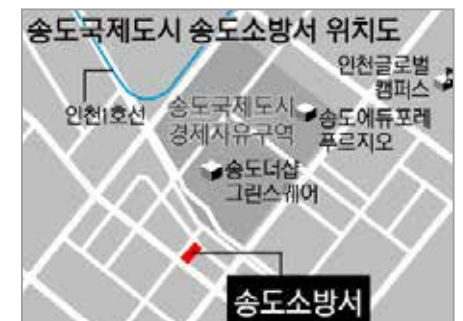 송도국제도시 송도소방서 위치도
인천글로벌
캠퍼스
인천1호선
송도국제도시
경제자유구역
송도에듀포레
푸르지오
송도더샵
그린스퀘어
송도소방서